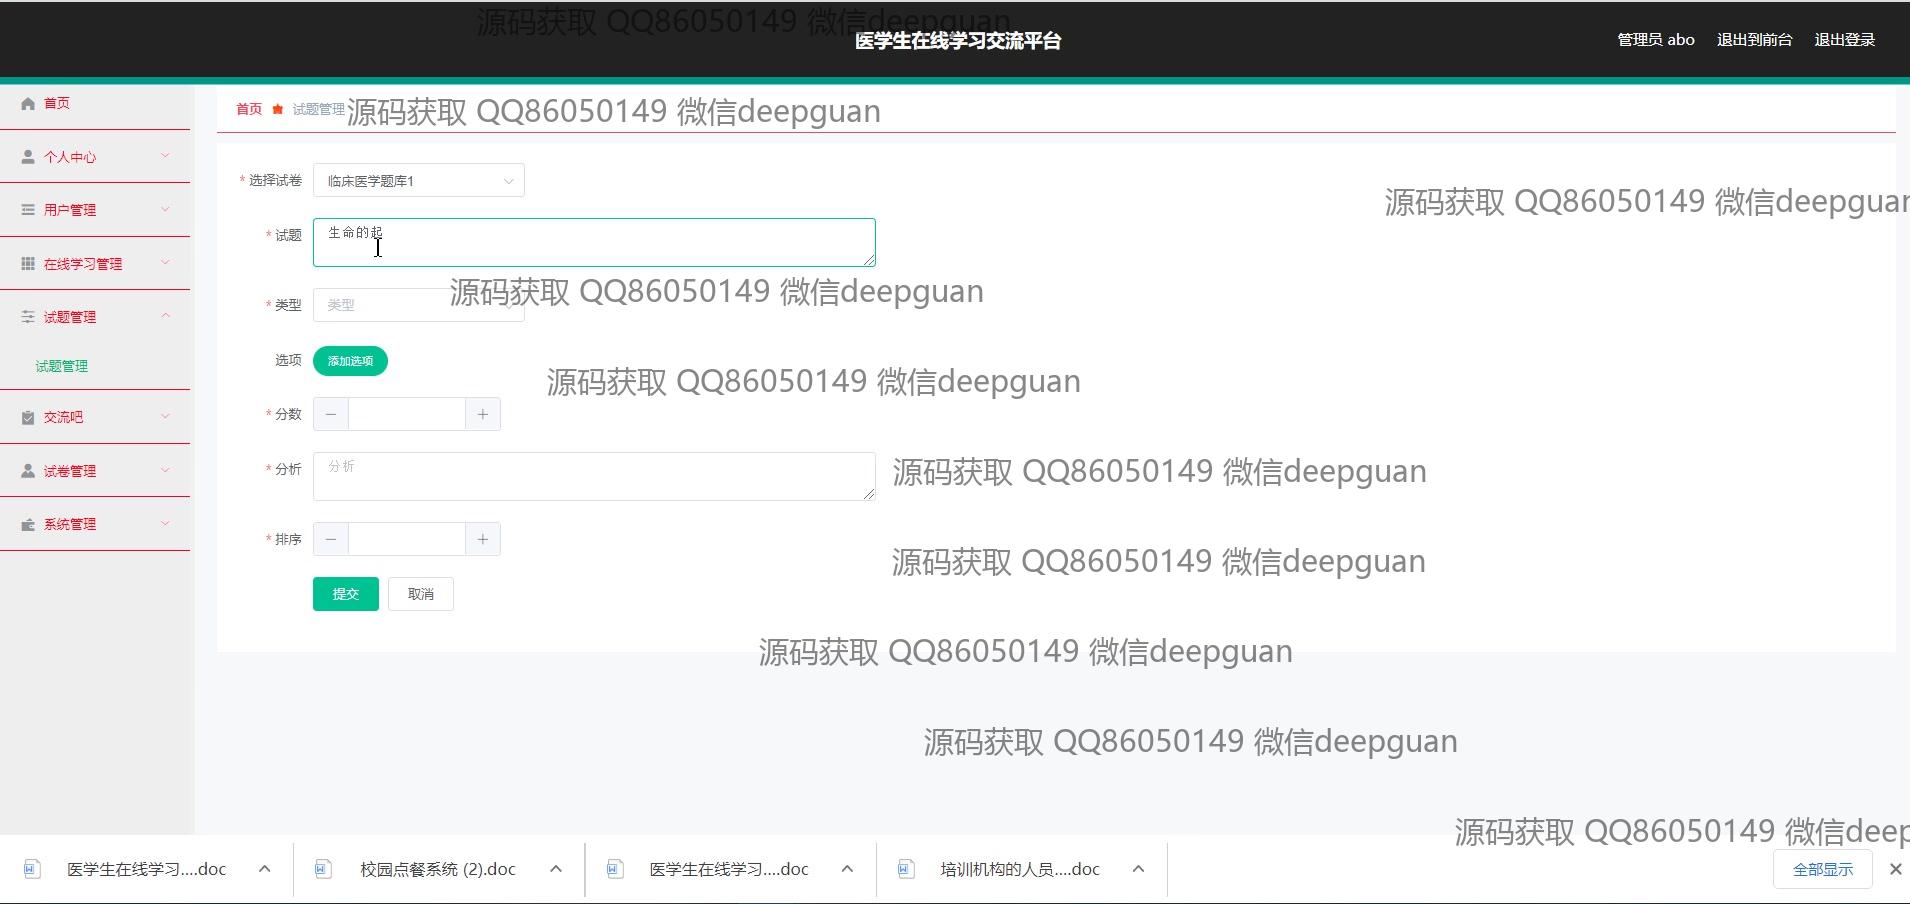 源码获取 QQ86050149 微信deepguan
医学生在线学习交流平台
管理员 abo 退出到前台 退出登录
首页
个人中心
用户管理
在线学习管理
试题管理
试题管理
交流吧
试卷管理
系统管理
首页 试题管理
源码获取 QQ86050149 微信deepguan
* 选择试卷 临床医学题库1
源码获取 QQ86050149 微信deepguan
* 试题 生命的起
源码获取 QQ86050149 微信deepguan
* 类型 类型
选项 添加选项
源码获取 QQ86050149 微信deepguan
* 分数
* 分析 分析
源码获取 QQ86050149 微信deepguan
* 排序
源码获取 QQ86050149 微信deepguan
提交 取消
源码获取 QQ86050149 微信deepguan
源码获取 QQ86050149 微信deepguan
源码获取 QQ86050149 微信deep
医学生在线学习....doc 校园点餐系统 (2).doc 医学生在线学习....doc 培训机构的人员....doc 全部显示